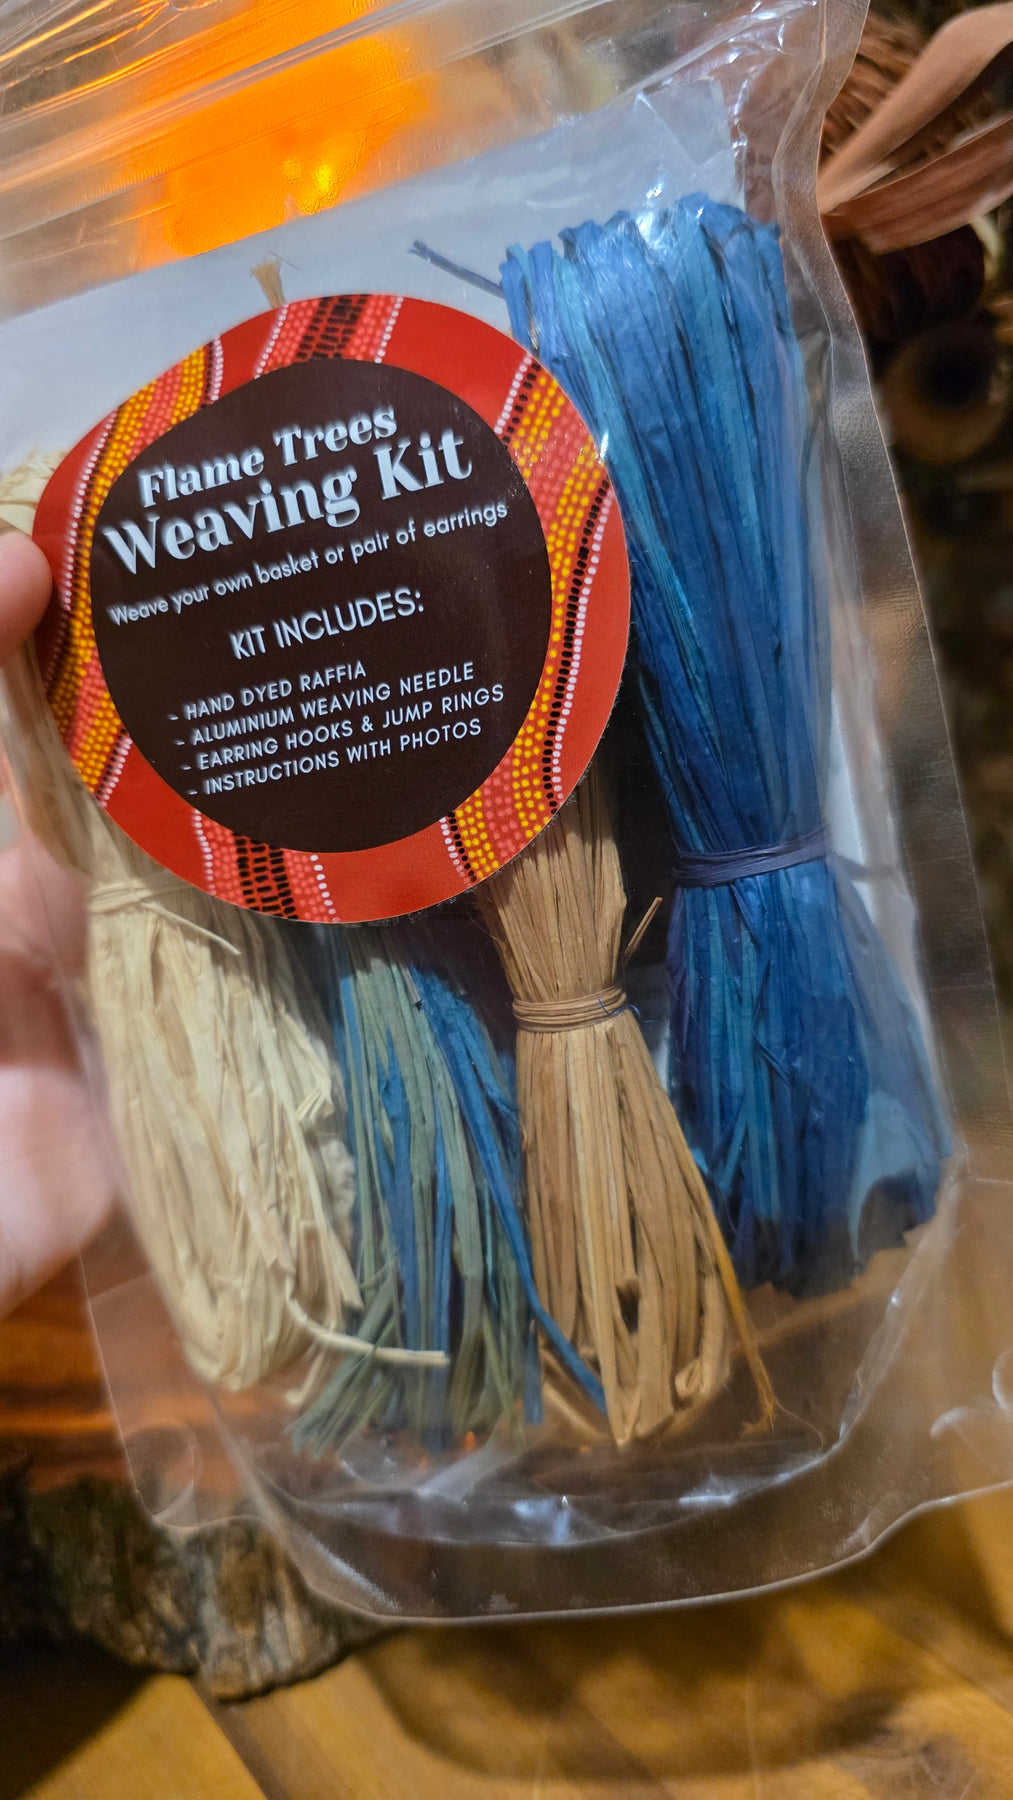 Flame Trees
Weaving Kit
Weave your own basket or pair of earrings
KIT INCLUDES:
- HAND DYED RAFFIA
- ALUMINIUM WEAVING NEEDLE
- EARRING HOOKS & JUMP RINGS
- INSTRUCTIONS WITH PHOTOS